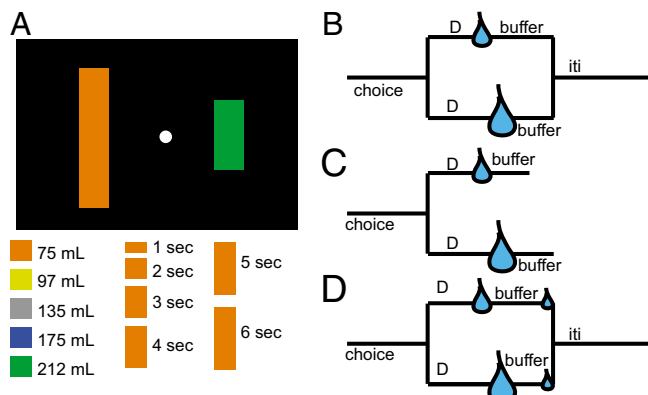 A
75 mL
97 mL
135 mL
175 mL
212 mL
1 sec
2 sec
3 sec
4 sec
5 sec
6 sec
B
choice
D
buffer
D
buffer
iti
C
choice
D
buffer
D
buffer
D
choice
D
buffer
D
buffer
iti